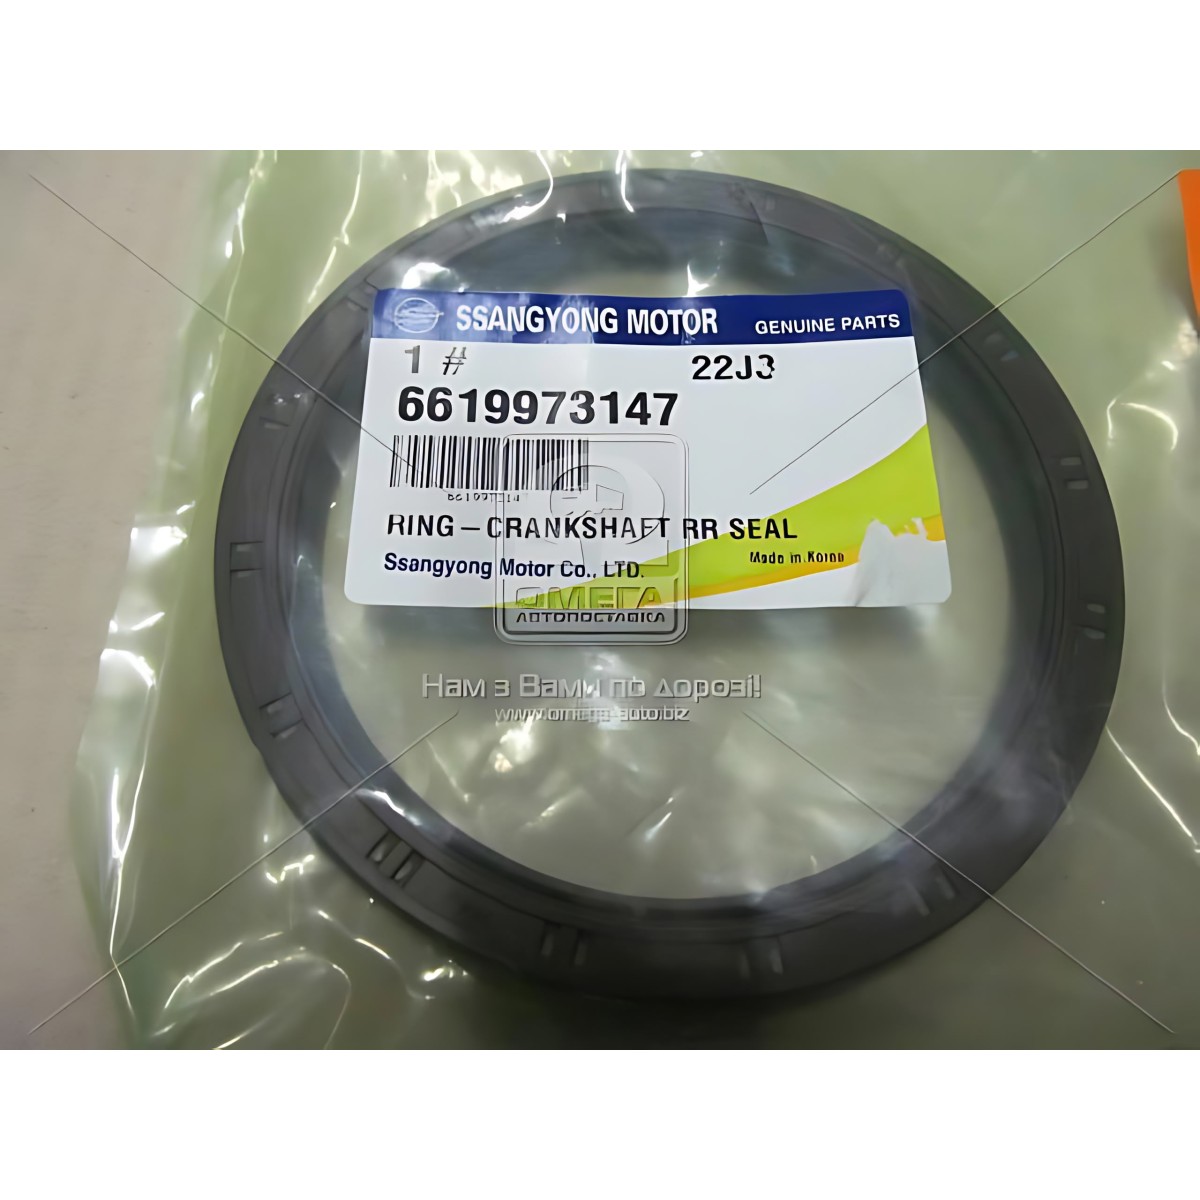 SSANGYONG MOTOR GENUINE PARTS
1 # 22J3
6619973147
RING-CRANKSHAFT RR SEAL
Ssangyong Motor Co., LTD. Made in Korea
ОМЕГА
АВТОПОСТАВКА
Нам з Вами по дорозі!
www.omega-auto.biz